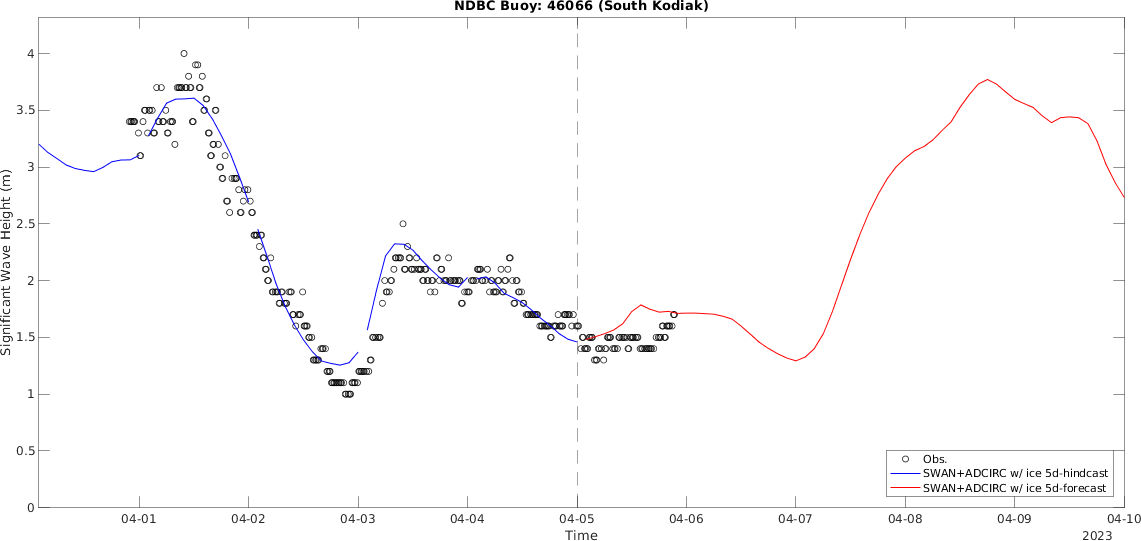 NDBC Buoy: 46066 (South Kodiak)
Significant Wave Height (m)
4
3.5
3
2.5
2
1.5
1
0.5
0
Obs.
SWAN+ADCIRC w/ ice 5d-hindcast
SWAN+ADCIRC w/ ice 5d-forecast
04-01 04-02 04-03 04-04 04-05 04-06 04-07 04-08 04-09 04-10
Time
2023